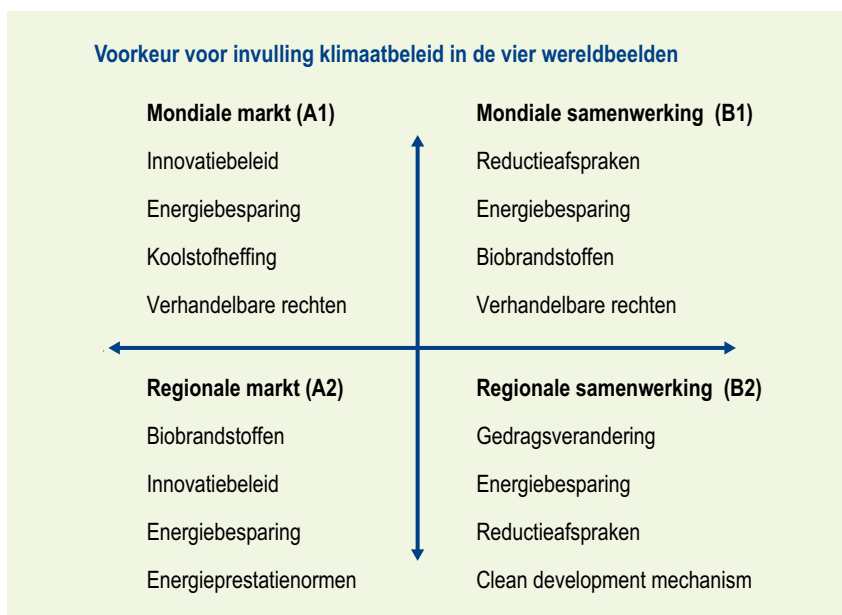 Voorkeur voor invulling klimaatbeleid in de vier wereldbeelden
Mondiale markt (A1)
Innovatiebeleid
Energiebesparing
Koolstofheffing
Verhandelbare rechten
Mondiale samenwerking (B1)
Reductieafspraken
Energiebesparing
Biobrandstoffen
Verhandelbare rechten
Regionale markt (A2)
Biobrandstoffen
Innovatiebeleid
Energiebesparing
Energieprestatienormen
Regionale samenwerking (B2)
Gedragsverandering
Energiebesparing
Reductieafspraken
Clean development mechanism